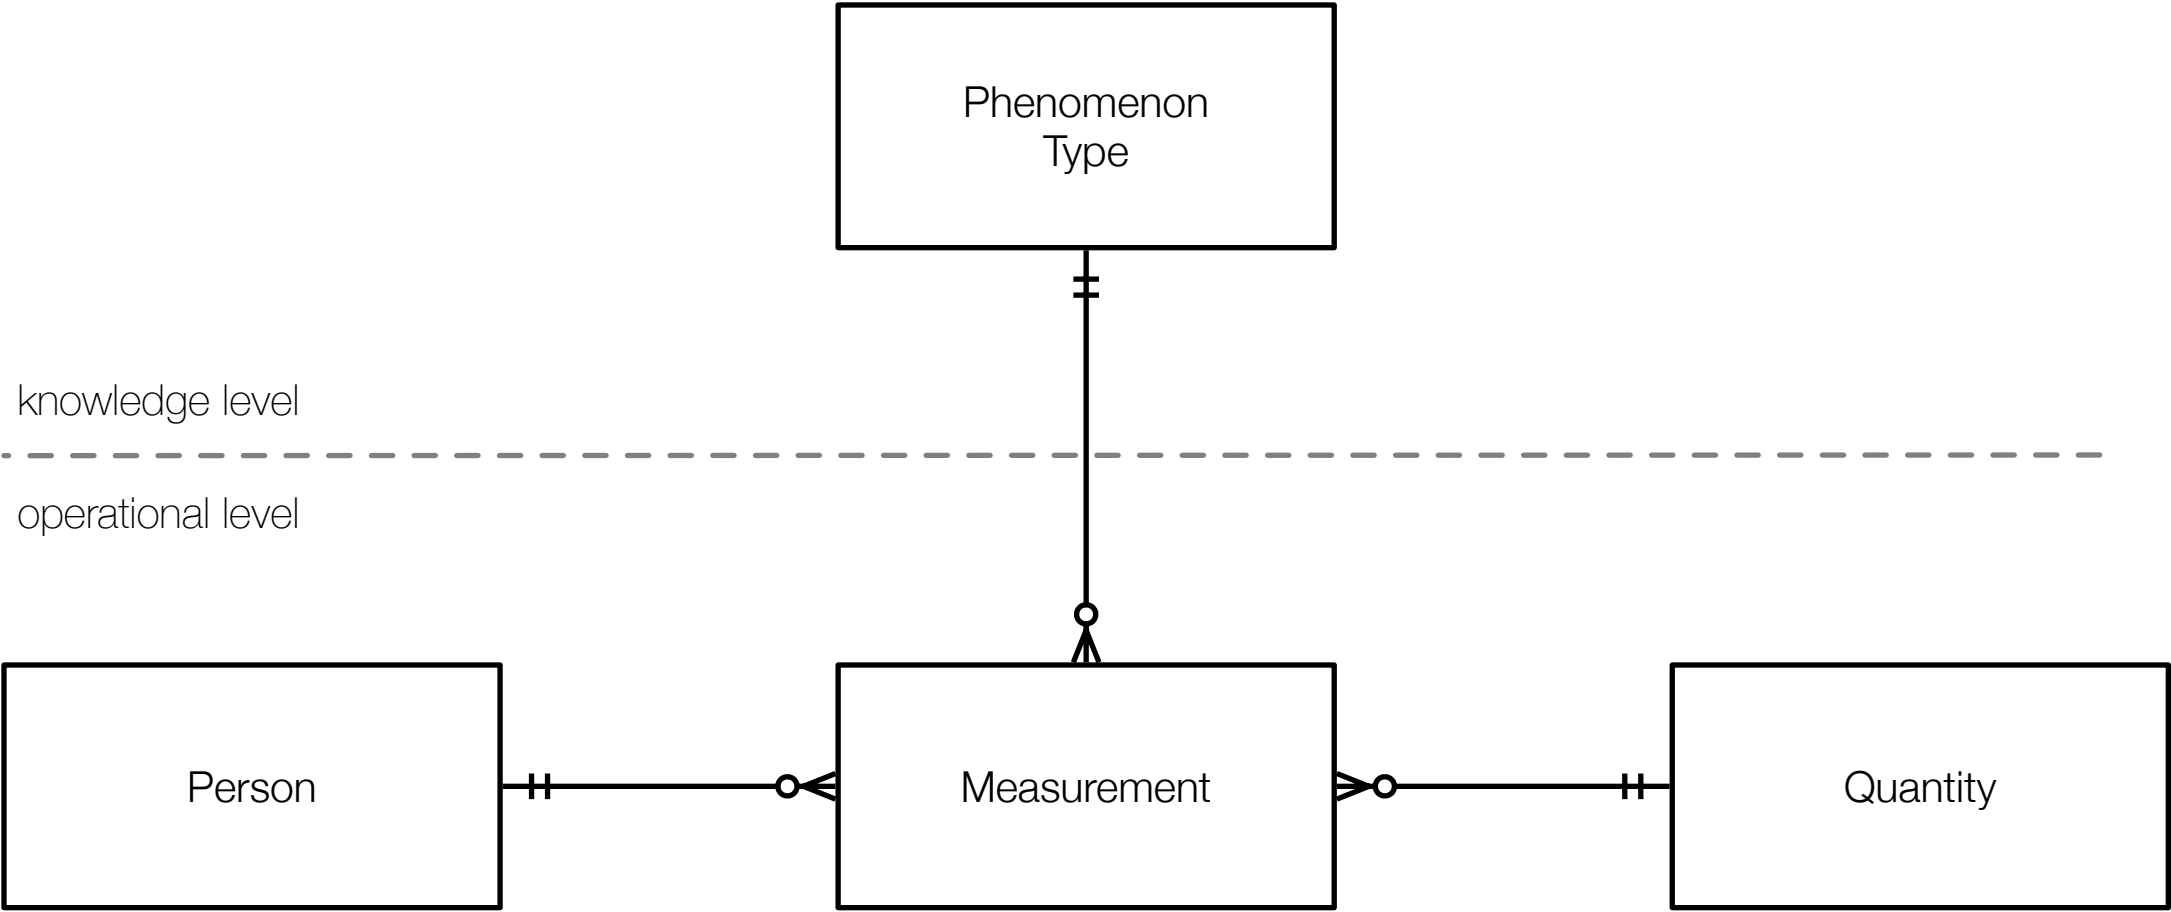 Phenomenon
Type
knowledge level
operational level
Person
Measurement
Quantity